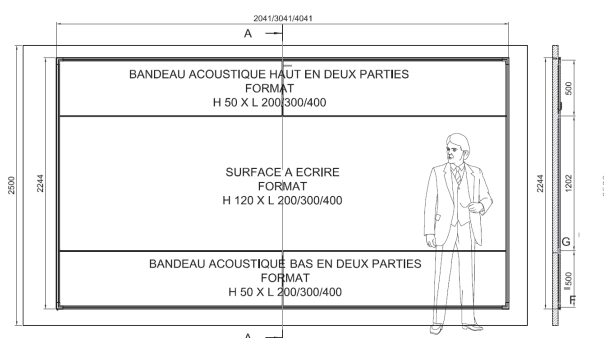 2041/3041/4041
A
BANDEAU ACOUSTIQUE HAUT EN DEUX PARTIES
FORMAT
H 50 X L 200/300/400
500
2500
2244
SURFACE A ECRIRE
FORMAT
H 120 X L 200/300/400
2244
1202
G
BANDEAU ACOUSTIQUE BAS EN DEUX PARTIES
FORMAT
H 50 X L 200/300/400
500
F
A